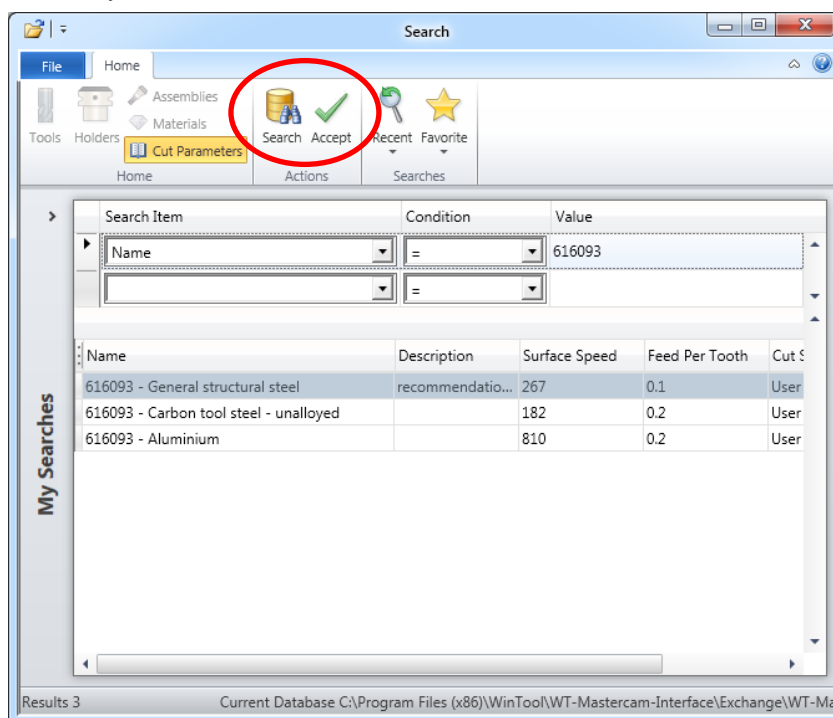 Search
File Home
Assemblies
Materials
Tools Holders Cut Parameters Search Accept Recent Favorite
Home Actions Searches
Search Item Condition Value
Name = 616093
=
Name Description Surface Speed Feed Per Tooth Cut S
616093 - General structural steel recommendatio... 267 0.1 User
616093 - Carbon tool steel - unalloyed 182 0.2 User
616093 - Aluminium 810 0.2 User
My Searches
Results 3 Current Database C:\Program Files (x86)\WinTool\WT-Mastercam-Interface\Exchange\WT-Ma